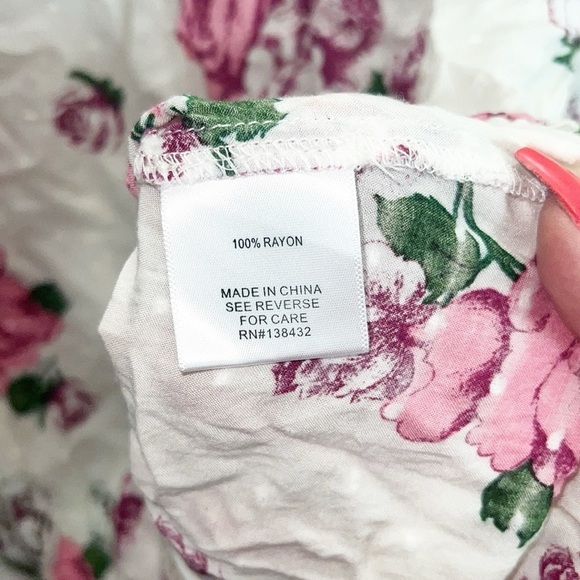 100% RAYON
MADE IN CHINA
SEE REVERSE
FOR CARE
RN#138432